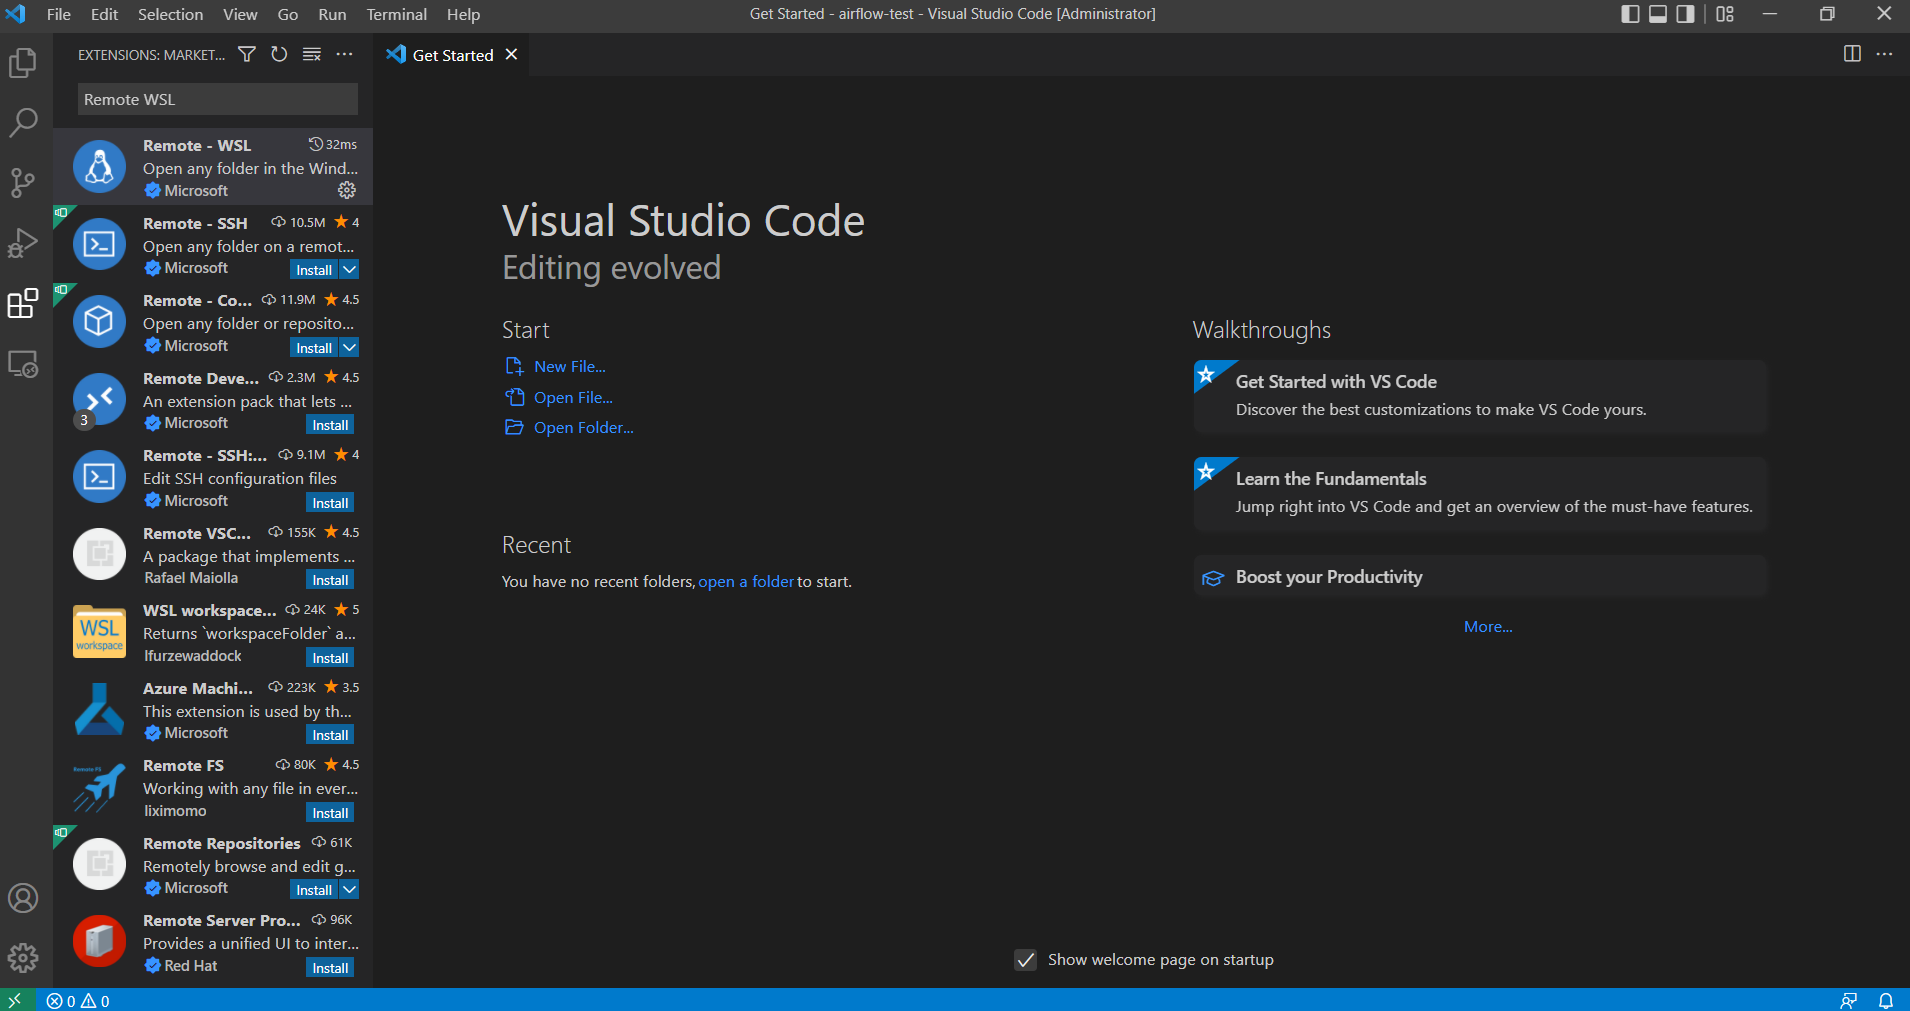 File Edit Selection View Go Run Terminal Help
Get Started - airflow-test - Visual Studio Code [Administrator]
EXTENSIONS: MARKET...
Get Started
Remote WSL
Remote - WSL 32ms
Open any folder in the Wind...
Microsoft
Remote - SSH 10.5M 4
Open any folder on a remot...
Microsoft Install
Remote - Co... 11.9M 4.5
Open any folder or reposito...
Microsoft Install
Remote Deve... 2.3M 4.5
An extension pack that lets ...
3 Microsoft Install
Remote - SSH:... 9.1M 4
Edit SSH configuration files
Microsoft Install
Remote VSC... 155K 4.5
A package that implements ...
Rafael Maiolla Install
WSL workspace... 24K 5
WSL
workspace
Returns `workspaceFolder` a...
lfurzewaddock Install
Azure Machi... 223K 3.5
This extension is used by th...
Microsoft Install
Remote FS 80K 4.5
Remote FS
Working with any file in ever...
liximomo Install
Remote Repositories 61K
Remotely browse and edit g...
Microsoft Install
Remote Server Pro... 96K
Provides a unified UI to inter...
Red Hat Install
Visual Studio Code
Editing evolved
Start
New File...
Open File...
Open Folder...
Recent
You have no recent folders, open a folder to start.
Walkthroughs
Get Started with VS Code
Discover the best customizations to make VS Code yours.
Learn the Fundamentals
Jump right into VS Code and get an overview of the must-have features.
Boost your Productivity
More...
Show welcome page on startup
0 0